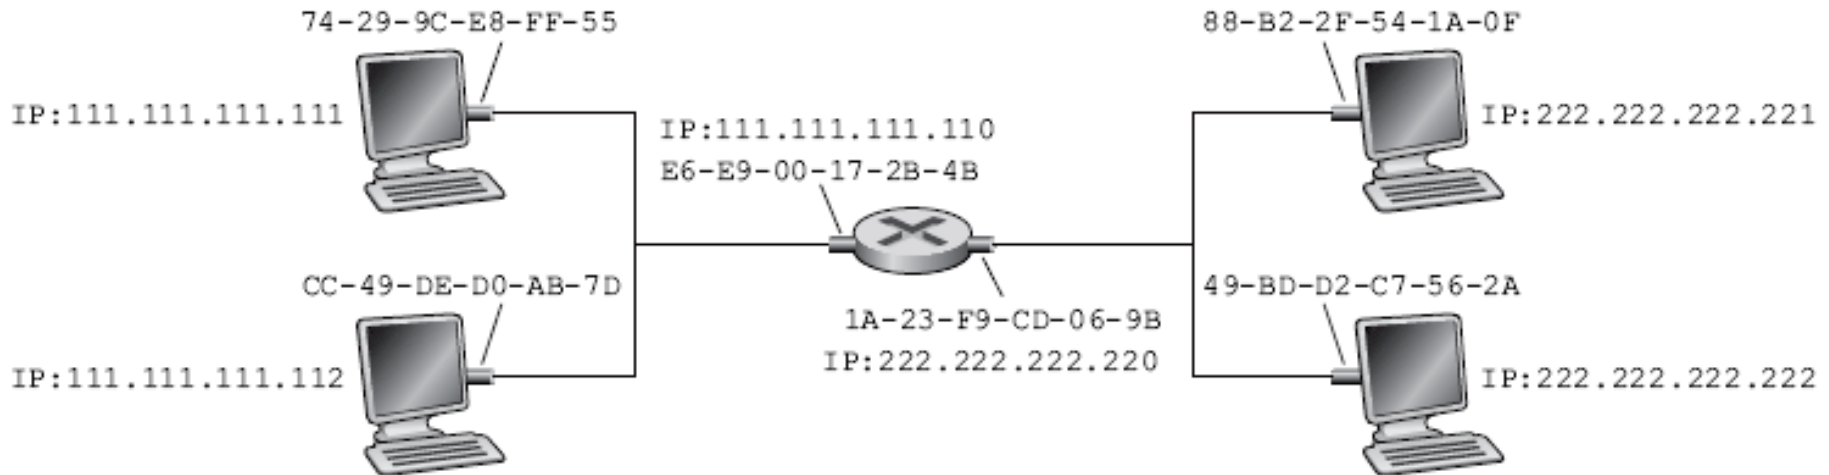 74-29-9C-E8-FF-55
88-B2-2F-54-1A-0F
IP:111.111.111.111
IP:222.222.222.221
IP:111.111.111.110
E6-E9-00-17-2B-4B
CC-49-DE-D0-AB-7D
49-BD-D2-C7-56-2A
1A-23-F9-CD-06-9B
IP:222.222.222.220
IP:111.111.111.112
IP:222.222.222.222